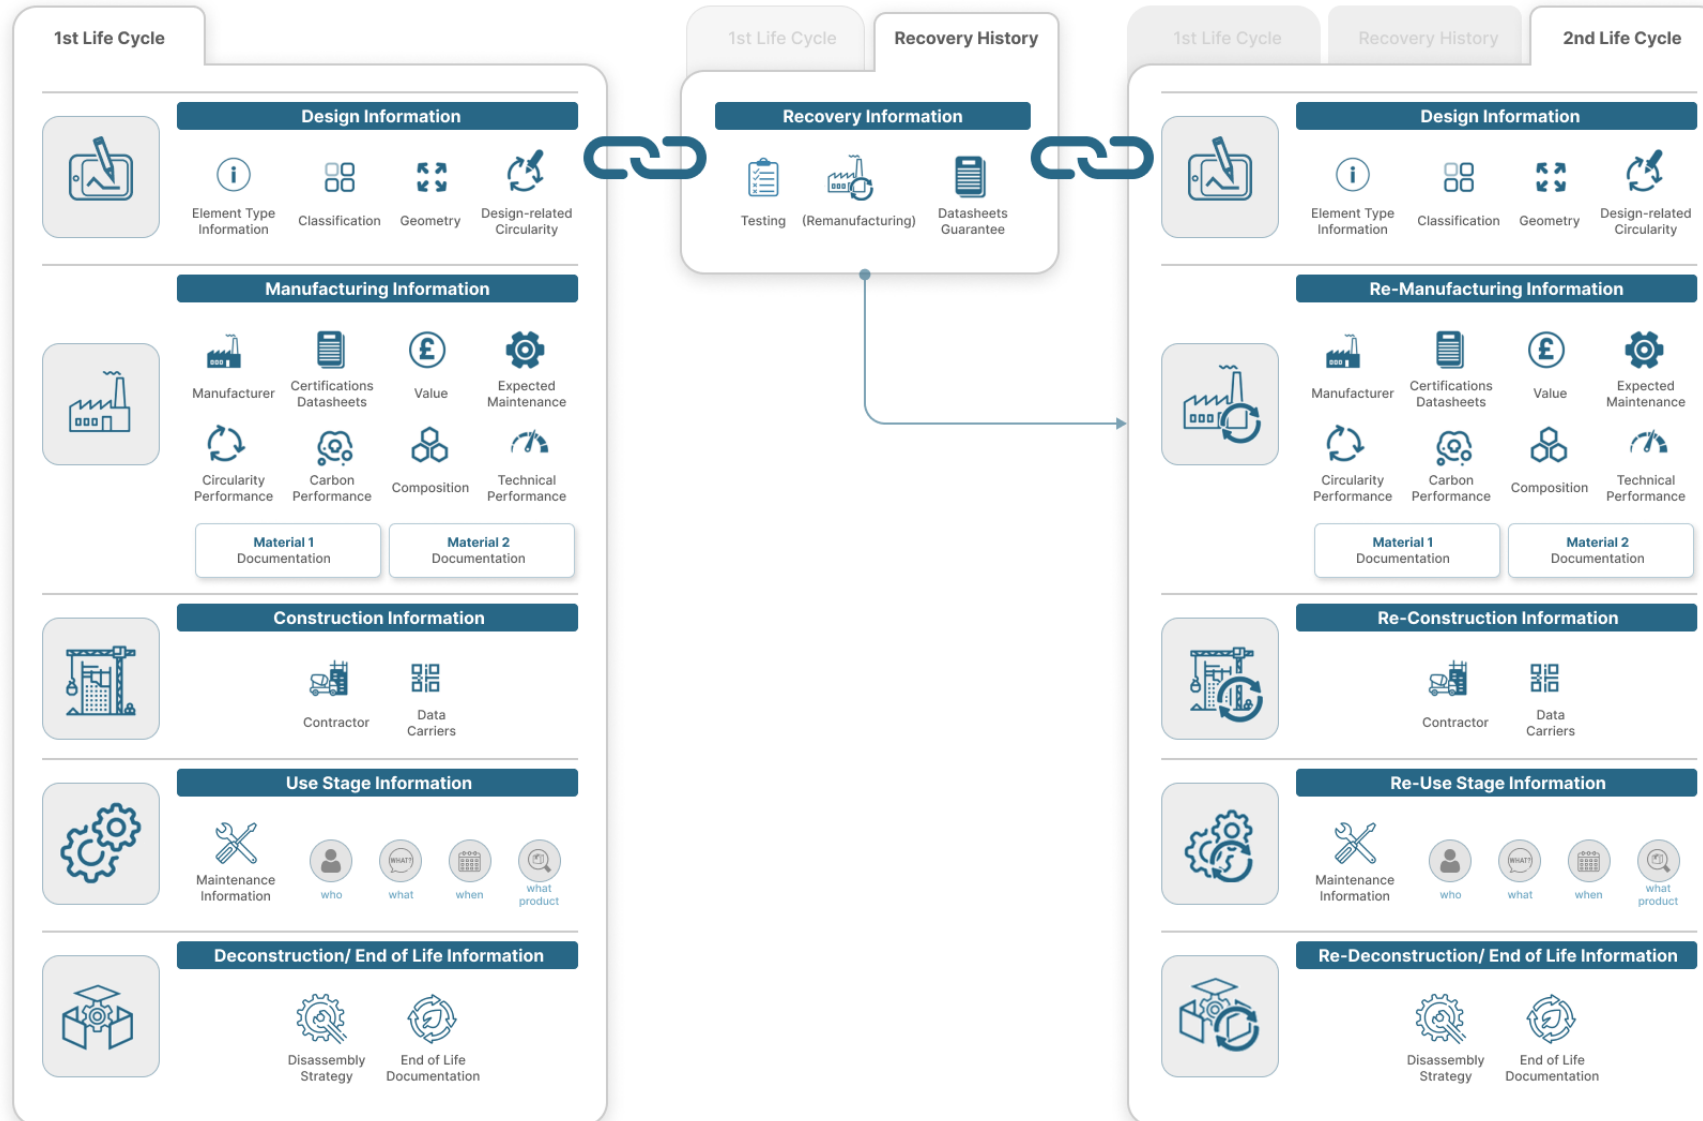 1st Life Cycle
Design Information
Element Type
Information
Classification
Geometry
Design-related
Circularity
Manufacturing Information
Manufacturer
Certifications
Datasheets
£
Value
Expected
Maintenance
Circularity
Performance
Carbon
Performance
Composition
Technical
Performance
Material 1
Documentation
Material 2
Documentation
Construction Information
Contractor
Data
Carriers
Use Stage Information
Maintenance
Information
who
WHAT?
what
when
what
product
Deconstruction/ End of Life Information
Disassembly
Strategy
End of Life
Documentation
1st Life Cycle
Recovery History
Recovery Information
Testing
(Remanufacturing)
Datasheets
Guarantee
1st Life Cycle
Recovery History
2nd Life Cycle
Design Information
Element Type
Information
Classification
Geometry
Design-related
Circularity
Re-Manufacturing Information
Manufacturer
Certifications
Datasheets
£
Value
Expected
Maintenance
Circularity
Performance
Carbon
Performance
Composition
Technical
Performance
Material 1
Documentation
Material 2
Documentation
Re-Construction Information
Contractor
Data
Carriers
Re-Use Stage Information
Maintenance
Information
who
WHAT?
what
when
what
product
Re-Deconstruction/ End of Life Information
Disassembly
Strategy
End of Life
Documentation